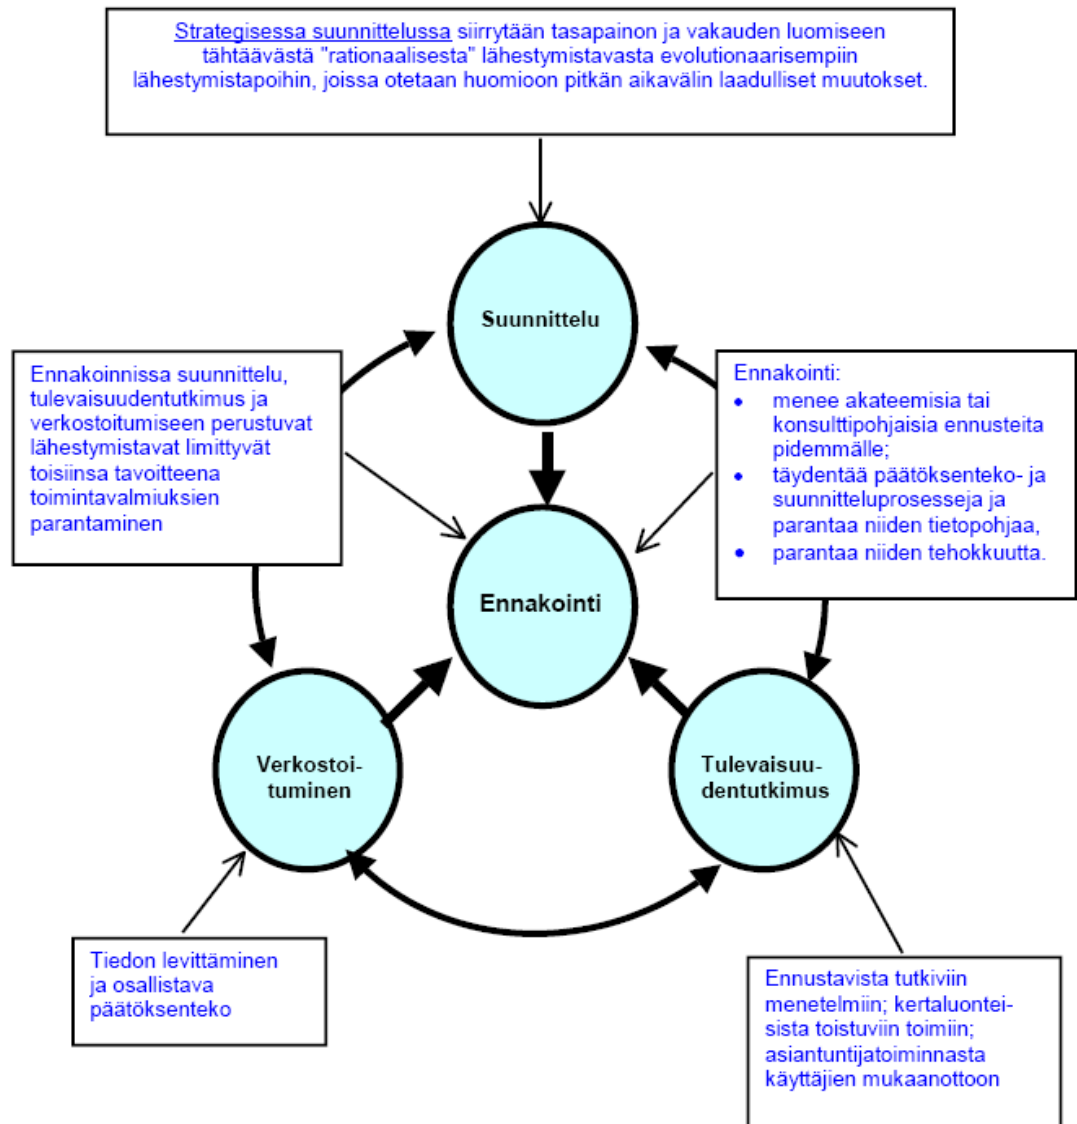 Strategisessa suunnittelussa siirrytään tasapainon ja vakauden luomiseen
tähtäävästä "rationaalisesta" lähestymistavasta evolutionaarisempiin
lähestymistapoihin, joissa otetaan huomioon pitkän aikavälin laadulliset muutokset.
Suunnittelu
Ennakoinnissa suunnittelu,
tulevaisuudentutkimus ja
verkostoitumiseen perustuvat
lähestymistavat limittyvät
toisiinsa tavoitteena
toimintavalmiuksien
parantaminen
Ennakointi:
• menee akateemisia tai
konsulttipohjaisia ennusteita
pidemmälle;
• täydentää päätöksenteko- ja
suunnitteluprosesseja ja
parantaa niiden tietopohjaa,
• parantaa niiden tehokkuutta.
Ennakointi
Verkostoi-
tuminen
Tulevaisuu-
dentutkimus
Tiedon levittäminen
ja osallistava
päätöksenteko
Ennustavista tutkiviin
menetelmiin; kertaluontei-
sista toistuviin toimiin;
asiantuntijatoiminnasta
käyttäjien mukaanottoon